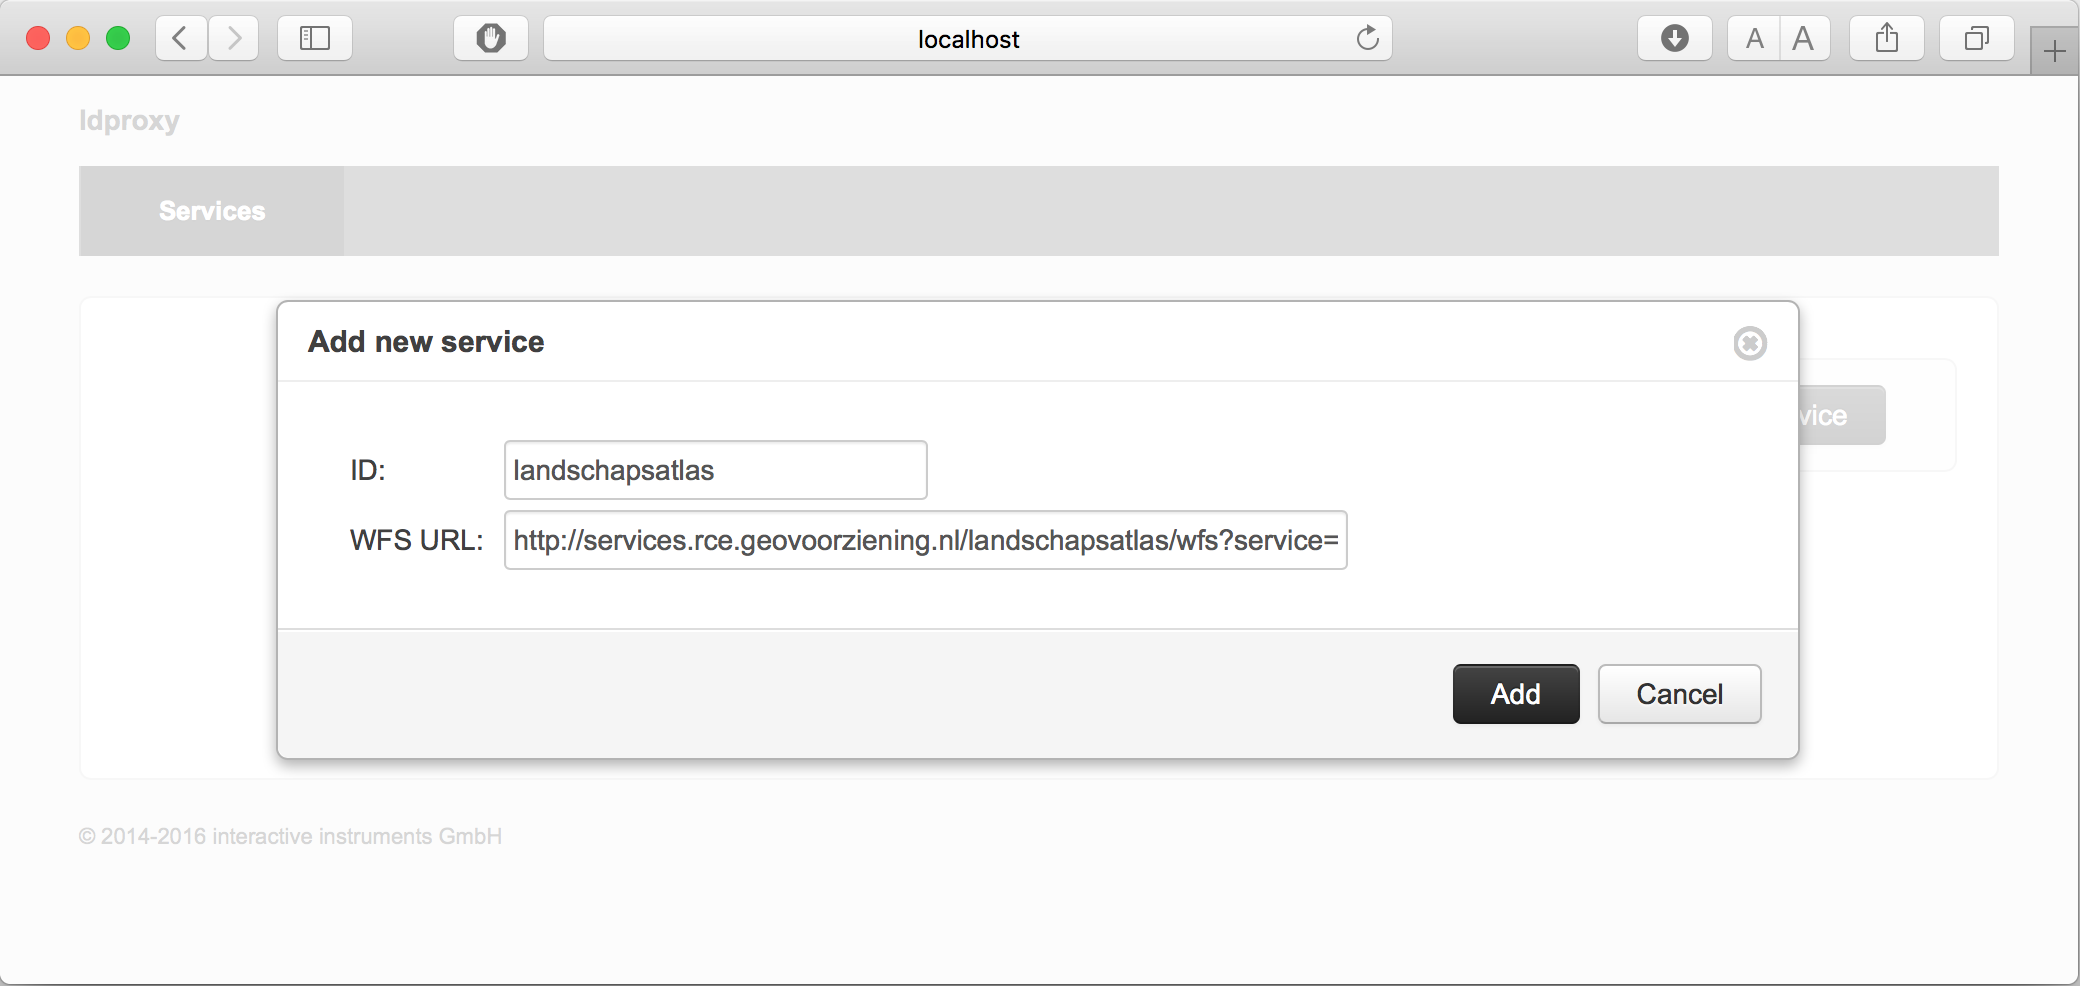 localhost
A A
ldproxy
Services
Add new service
vice
ID: landschapsatlas
WFS URL: http://services.rce.geovoorziening.nl/landschapsatlas/wfs?service=
Add Cancel
© 2014-2016 interactive instruments GmbH